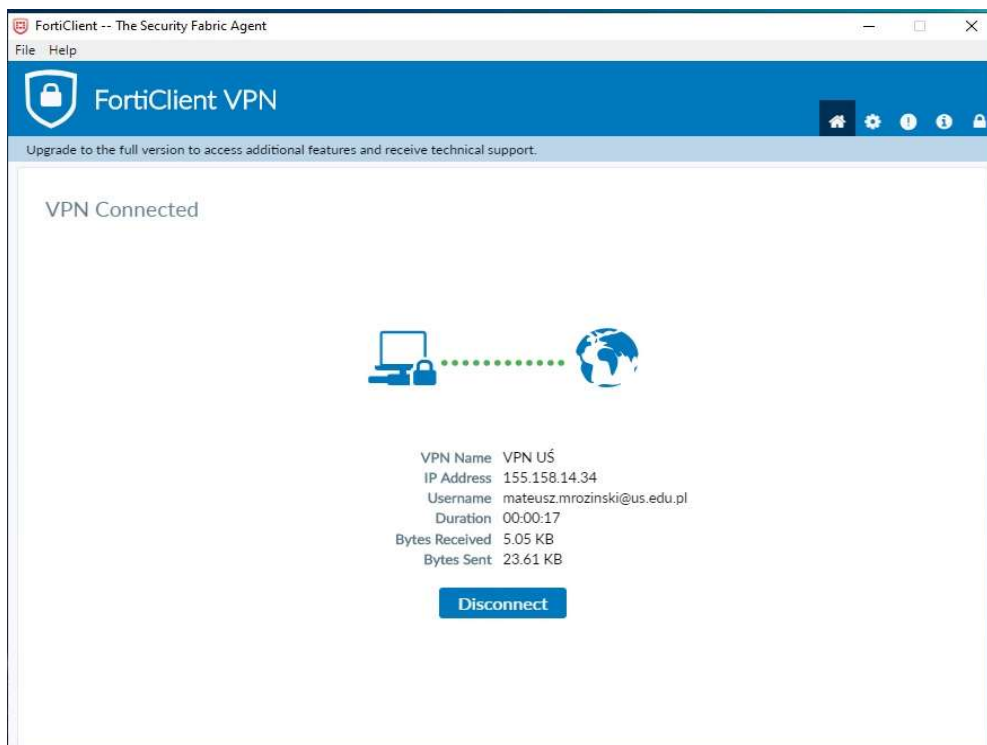 FortiClient -- The Security Fabric Agent
File Help
FortiClient VPN
Upgrade to the full version to access additional features and receive technical support.
VPN Connected
VPN Name VPN UŚ
IP Address 155.158.14.34
Username mateusz.mrozinski@us.edu.pl
Duration 00:00:17
Bytes Received 5.05 KB
Bytes Sent 23.61 KB
Disconnect